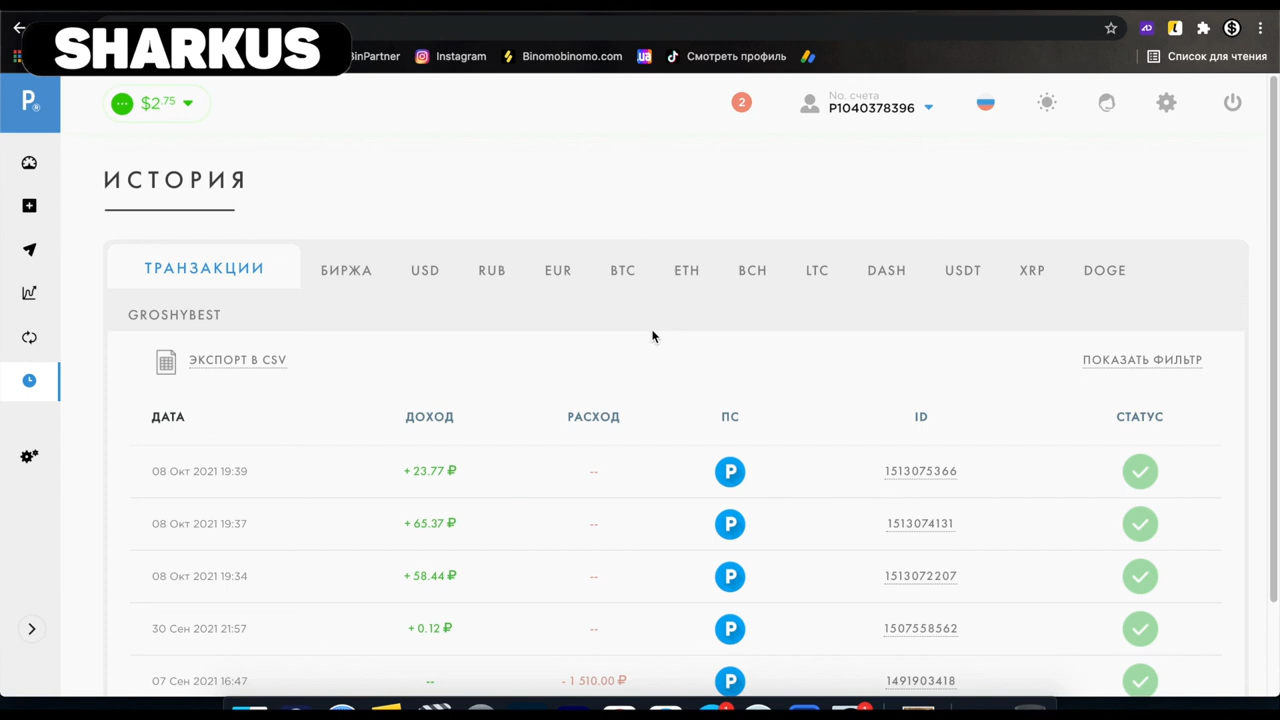 SHARKUS
BinPartner
Instagram
Binomobinomo.com
ua
Смотреть профиль
Список для чтения
P®
$2.75
2
No. счета
P1040378396
ИСТОРИЯ
ТРАНЗАКЦИИ БИРЖА USD RUB EUR BTC ETH BCH LTC DASH USDT XRP DOGE
GROSHYBEST
ЭКСПОРТ В CSV
ПОКАЗАТЬ ФИЛЬТР
ДАТА ДОХОД РАСХОД ПС ID СТАТУС
08 Окт 2021 19:39 + 23.77 ₽ -- P 1513075366
08 Окт 2021 19:37 + 65.37 ₽ -- P 1513074131
08 Окт 2021 19:34 + 58.44 ₽ -- P 1513072207
30 Сен 2021 21:57 + 0.12 ₽ -- P 1507558562
07 Сен 2021 16:47 -- - 1 510.00 ₽ P 1491903418